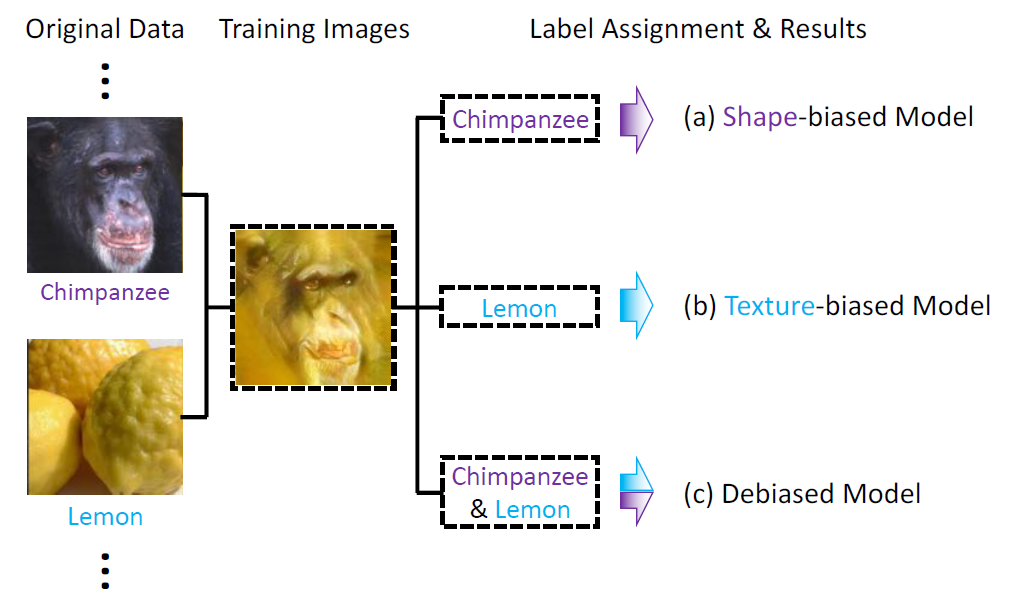 Original Data
Training Images
Label Assignment & Results
Chimpanzee
Lemon
Chimpanzee
Lemon
Chimpanzee
& Lemon
(a) Shape-biased Model
(b) Texture-biased Model
(c) Debiased Model